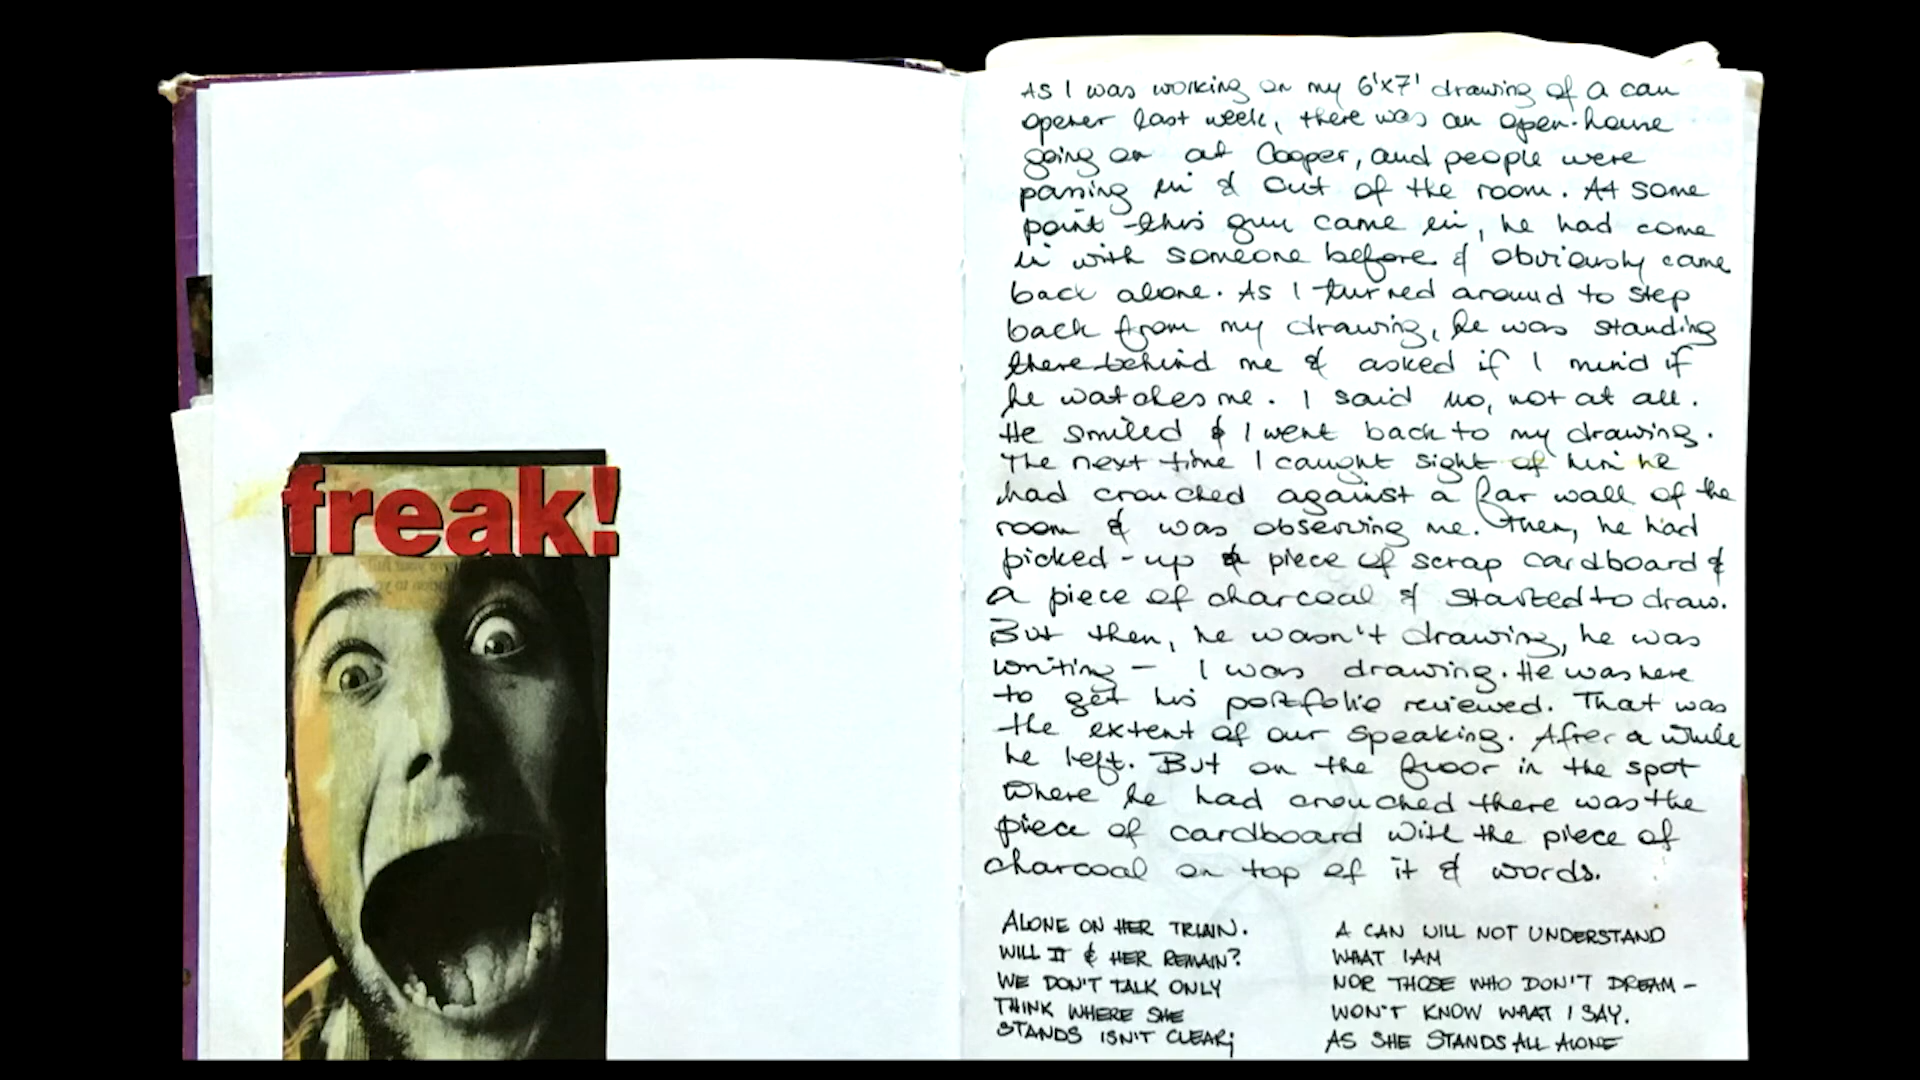 freak!
As I was working on my 6'x7' drawing of a can
opener last week, there was an open-house
going on at Cooper, and people were
passing in & out of the room. At some
point this guy came in, he had come
in with someone before & obviously came
back alone. As I turned around to step
back from my drawing, he was standing
there behind me & asked if I mind if
he watches me. I said no, not at all.
He smiled & I went back to my drawing.
The next time I caught sight of him he
had crouched against a far wall of the
room & was observing me. Then, he had
picked-up a piece of scrap cardboard &
a piece of charcoal & started to draw.
But then, he wasn't drawing, he was
writing — I was drawing. He was here
to get his portfolio reviewed. That was
the extent of our speaking. After a while
he left. But on the floor in the spot
where he had crouched there was the
piece of cardboard with the piece of
charcoal on top of it & words.
ALONE ON HER
WILL IT & HER REMAIN?
WE DON'T TALK ONLY
THINK WHERE SHE
STANDS ISN'T CLEAR;
A CAN WILL NOT UNDERSTAND
WHAT I AM
NOR THOSE WHO DON'T DREAM —
WON'T KNOW WHAT I SAY.
AS SHE STANDS ALL ALONE